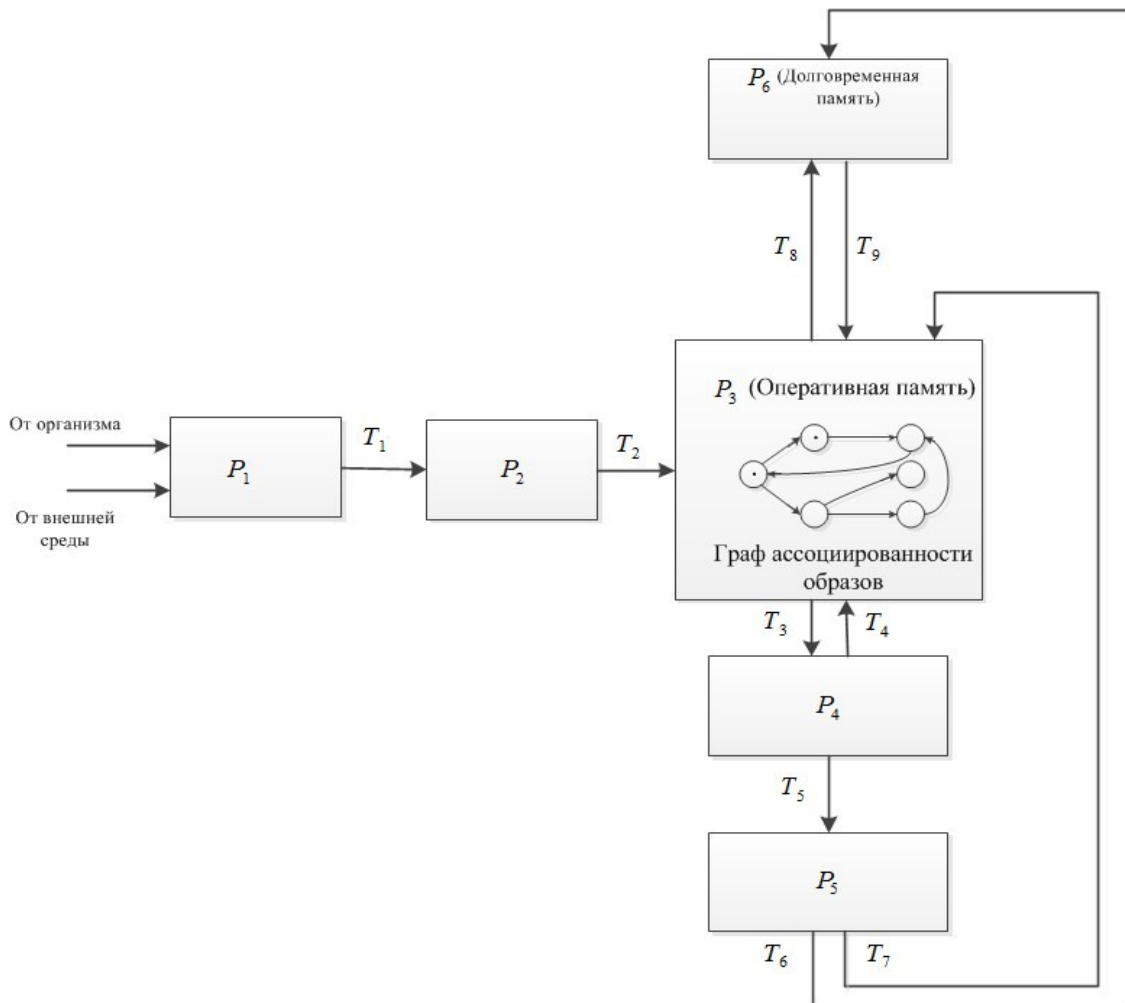 P6 (Долговременная
память)
T8
T9
P3 (Оперативная память)
От организма
P1
T1
P2
T2
От внешней
среды
Граф ассоциированности
образов
T3
T4
P4
T5
P5
T6
T7